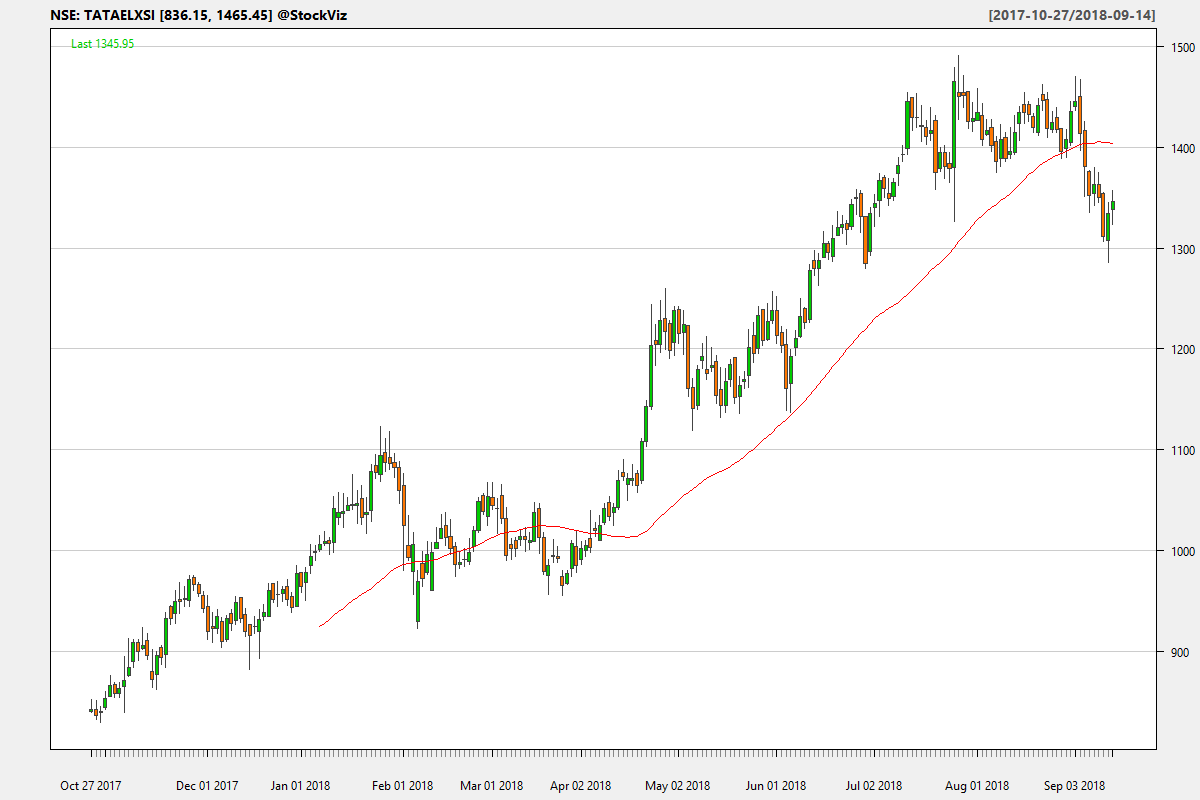 NSE: TATAELXSI [836.15, 1465.45] @StockViz
[2017-10-27/2018-09-14]
Last 1345.95
1500
1400
1300
1200
1100
1000
900
Oct 27 2017
Dec 01 2017
Jan 01 2018
Feb 01 2018
Mar 01 2018
Apr 02 2018
May 02 2018
Jun 01 2018
Jul 02 2018
Aug 01 2018
Sep 03 2018